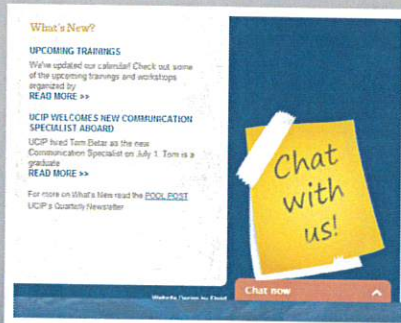 What's New?
UPCOMING TRAININGS
We've updated our calendar! Check out some
of the upcoming trainings and workshops
organized by
READ MORE >>
UCIP WELCOMES NEW COMMUNICATION
SPECIALIST ABOARD
UCIP hired Tom Betar as the new
Communication Specialist on July 1. Tom is a
graduate
READ MORE >>
For more on What's New read the POOL POST
UCIP's Quarterly Newsletter
Chat
with
us!
Chat now
Website Design by